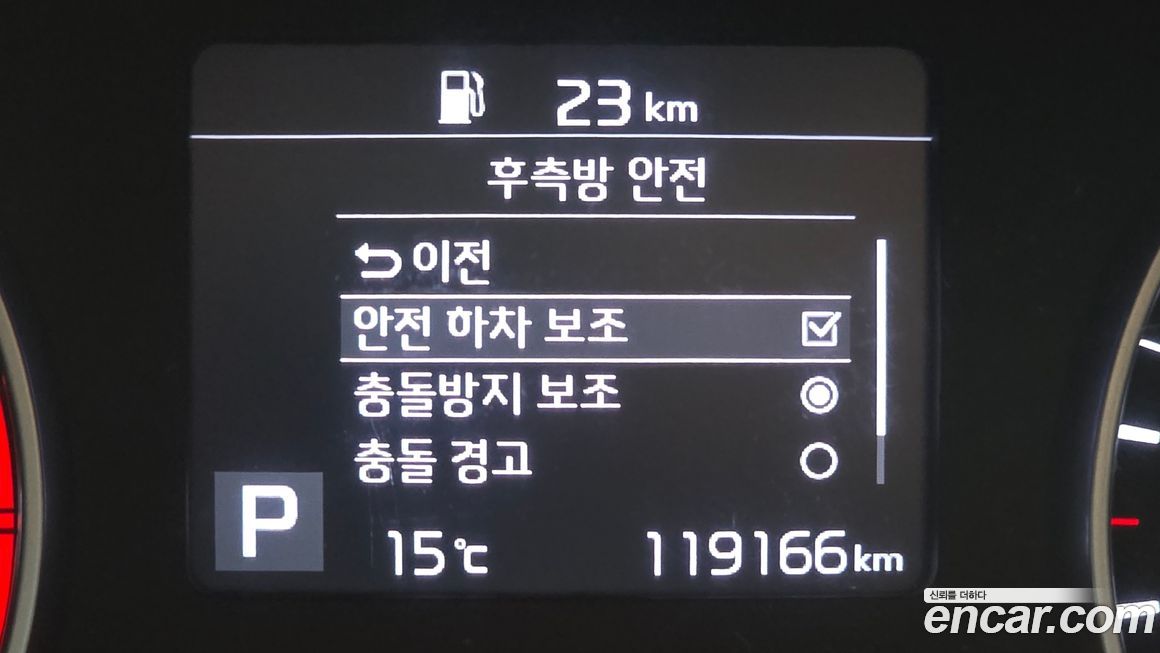 23 km
후측방 안전
이전
안전 하차 보조
충돌방지 보조
충돌 경고
P
15℃ 119166km
신뢰를 더하다
encar.com